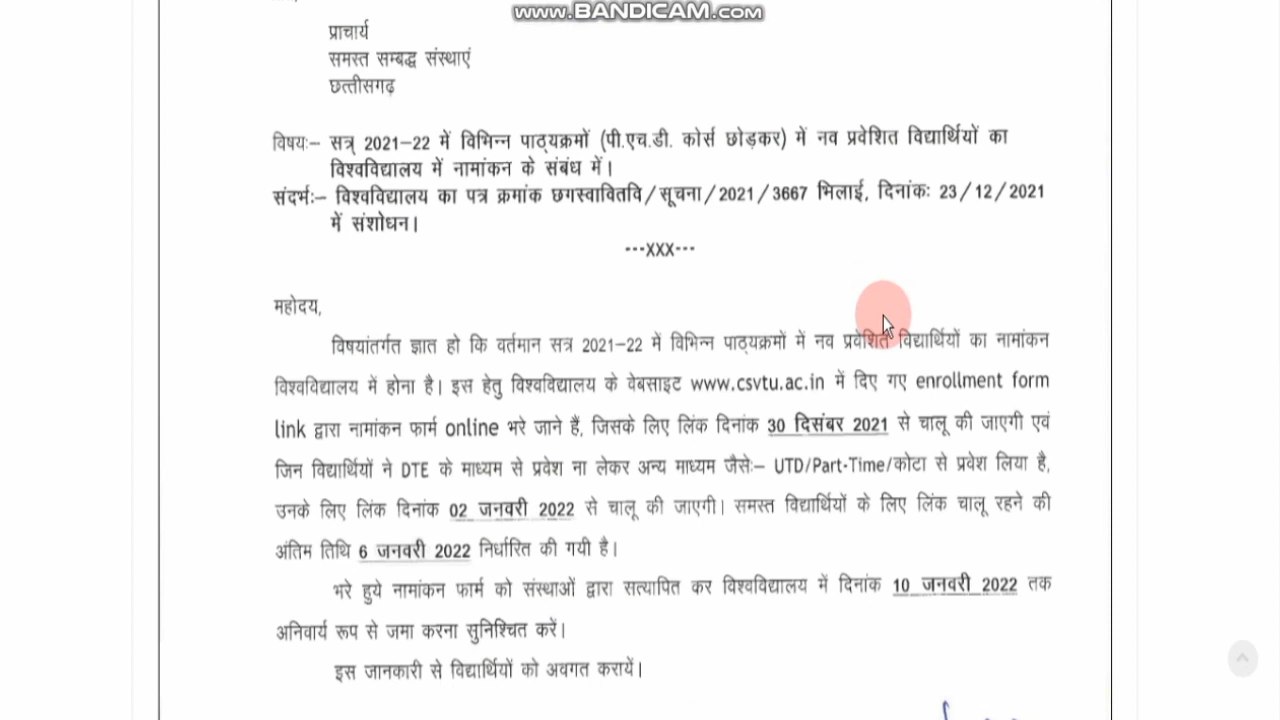 www.BANDICAM.com
प्राचार्य
समस्त सम्बद्ध संस्थाएं
छत्तीसगढ़
विषयः– सत्र् 2021–22 में विभिन्न पाठ्यक्रमों (पी.एच.डी. कोर्स छोड़कर) में नव प्रवेशित विद्यार्थियों का
विश्वविद्यालय में नामांकन के संबंध में।
संदर्भः– विश्वविद्यालय का पत्र क्रमांक छगस्वावितवि/सूचना/2021/3667 भिलाई, दिनांकः 23/12/2021
में संशोधन।
---XXX---
महोदय,
विषयांतर्गत ज्ञात हो कि वर्तमान सत्र 2021–22 में विभिन्न पाठ्यक्रमों में नव प्रवेशित विद्यार्थियों का नामांकन
विश्वविद्यालय में होना है। इस हेतु विश्वविद्यालय के वेबसाइट www.csvtu.ac.in में दिए गए enrollment form
link द्वारा नामांकन फार्म online भरे जाने हैं, जिसके लिए लिंक दिनांक 30 दिसंबर 2021 से चालू की जाएगी एवं
जिन विद्यार्थियों ने DTE के माध्यम से प्रवेश ना लेकर अन्य माध्यम जैसेः– UTD/Part-Time/कोटा से प्रवेश लिया है,
उनके लिए लिंक दिनांक 02 जनवरी 2022 से चालू की जाएगी। समस्त विद्यार्थियों के लिए लिंक चालू रहने की
अंतिम तिथि 6 जनवरी 2022 निर्धारित की गयी है।
भरे हुये नामांकन फार्म को संस्थाओं द्वारा सत्यापित कर विश्वविद्यालय में दिनांक 10 जनवरी 2022 तक
अनिवार्य रूप से जमा करना सुनिश्चित करें।
इस जानकारी से विद्यार्थियों को अवगत करायें।